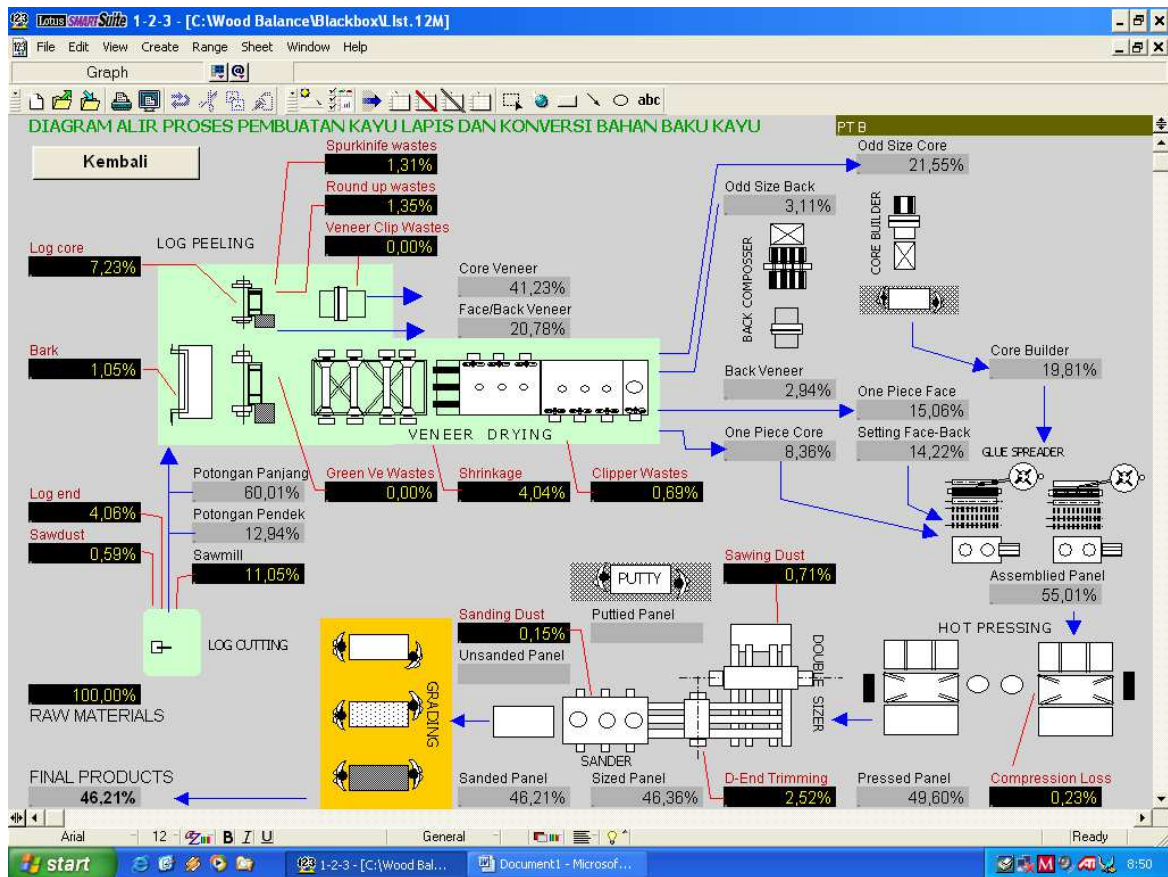 Lotus SMARTSuite 1-2-3 - [C:\Wood Balance\Blackbox\LIst.12M]
File Edit View Create Range Sheet Window Help
Graph
abc
DIAGRAM ALIR PROSES PEMBUATAN KAYU LAPIS DAN KONVERSI BAHAN BAKU KAYU
PT B
Kembali
Spurkinife wastes
1,31%
Round up wastes
1,35%
Veneer Clip Wastes
0,00%
Odd Size Core
21,55%
Odd Size Back
3,11%
CORE BUILDER
BACK COMPOSSER
Log core
7,23%
LOG PEELING
Core Veneer
41,23%
Face/Back Veneer
20,78%
Bark
1,05%
Core Builder
19,81%
Back Veneer
2,94%
One Piece Face
15,06%
VENEER DRYING
One Piece Core
8,36%
Setting Face-Back
14,22%
GLUE SPREADER
Potongan Panjang
60,01%
Green Ve Wastes
0,00%
Shrinkage
4,04%
Clipper Wastes
0,69%
Log end
4,06%
Potongan Pendek
12,94%
Sawdust
0,59%
Sawmill
11,05%
Sawing Dust
0,71%
PUTTY
Assemblied Panel
55,01%
Sanding Dust
0,15%
Puttied Panel
Unsanded Panel
LOG CUTTING
HOT PRESSING
DOUBLE SIZER
GRADING
100,00%
RAW MATERIALS
SANDER
FINAL PRODUCTS
46,21%
Sanded Panel
46,21%
Sized Panel
46,36%
D-End Trimming
2,52%
Pressed Panel
49,60%
Compression Loss
0,23%
Arial 12 B I U General Ready
start 1-2-3 - [C:\Wood Bal... Document1 - Microsof... 8:50